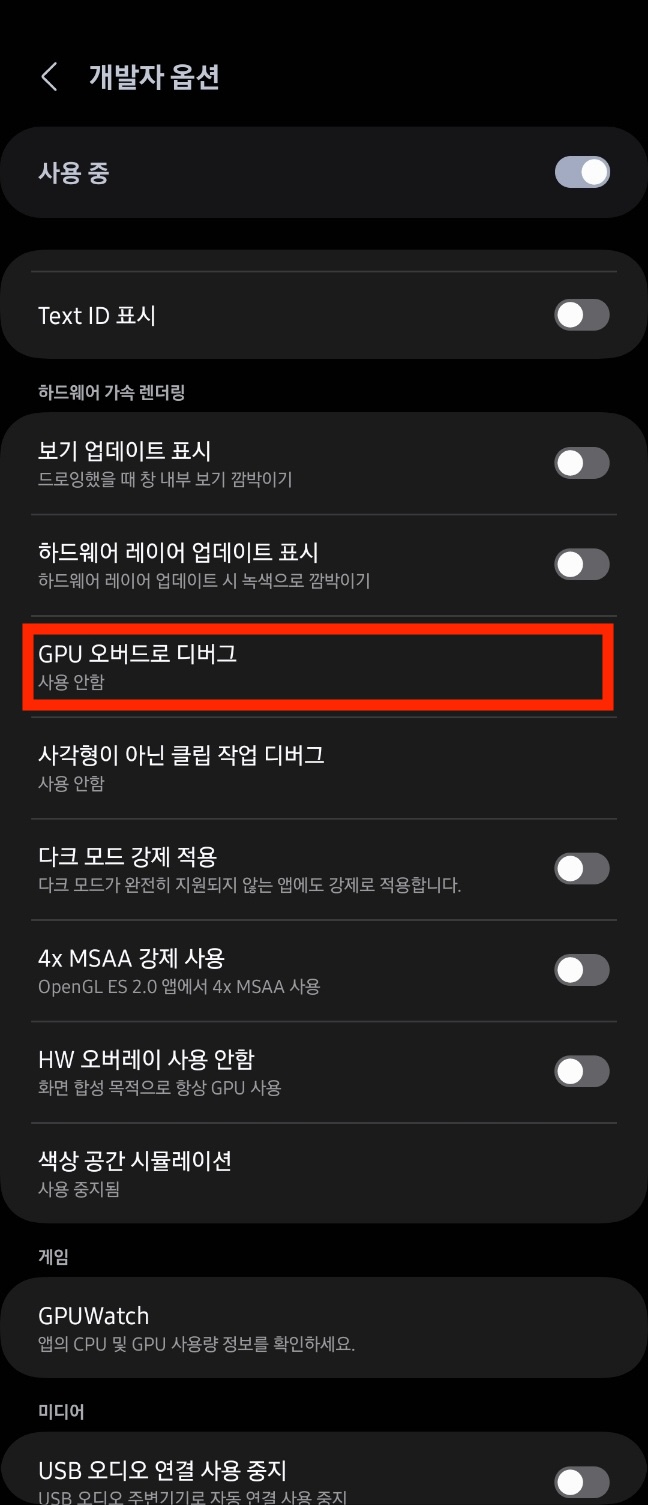 개발자 옵션
사용 중
Text ID 표시
하드웨어 가속 렌더링
보기 업데이트 표시
드로잉했을 때 창 내부 보기 깜박이기
하드웨어 레이어 업데이트 표시
하드웨어 레이어 업데이트 시 녹색으로 깜박이기
GPU 오버드로 디버그
사용 안함
사각형이 아닌 클립 작업 디버그
사용 안함
다크 모드 강제 적용
다크 모드가 완전히 지원되지 않는 앱에도 강제로 적용합니다.
4x MSAA 강제 사용
OpenGL ES 2.0 앱에서 4x MSAA 사용
HW 오버레이 사용 안함
화면 합성 목적으로 항상 GPU 사용
색상 공간 시뮬레이션
사용 중지됨
게임
GPUWatch
앱의 CPU 및 GPU 사용량 정보를 확인하세요.
미디어
USB 오디오 연결 사용 중지
USB 오디오 주변기기로 자동 연결 사용 중지